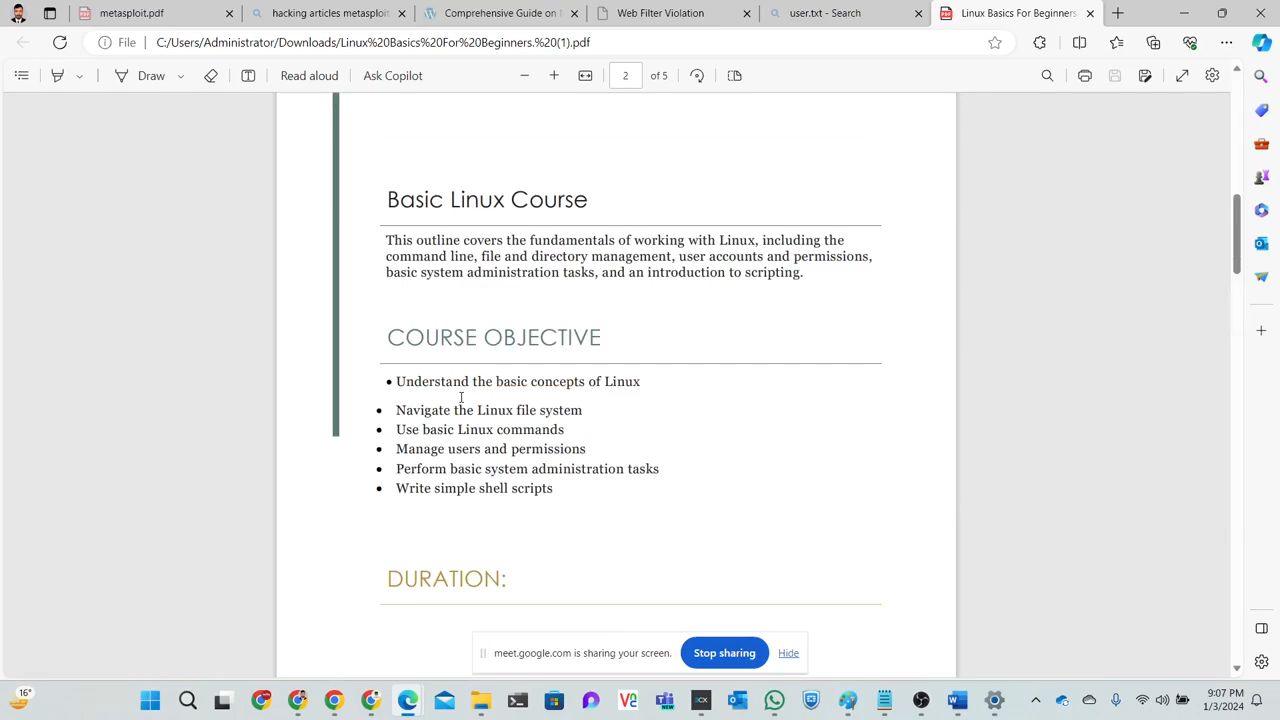 metasploit.pdf
hacking articles metasploit
Comprehensive Guide on
Web Filter Violation
user.txt - Search
Linux Basics For Beginners.
File
C:/Users/Administrator/Downloads/Linux%20Basics%20For%20Beginners.%20(1).pdf
Draw
Read aloud
Ask Copilot
2
of 5
Basic Linux Course
This outline covers the fundamentals of working with Linux, including the
command line, file and directory management, user accounts and permissions,
basic system administration tasks, and an introduction to scripting.
COURSE OBJECTIVE
• Understand the basic concepts of Linux
• Navigate the Linux file system
• Use basic Linux commands
• Manage users and permissions
• Perform basic system administration tasks
• Write simple shell scripts
DURATION:
meet.google.com is sharing your screen.
Stop sharing
Hide
16°
9:07 PM
1/3/2024